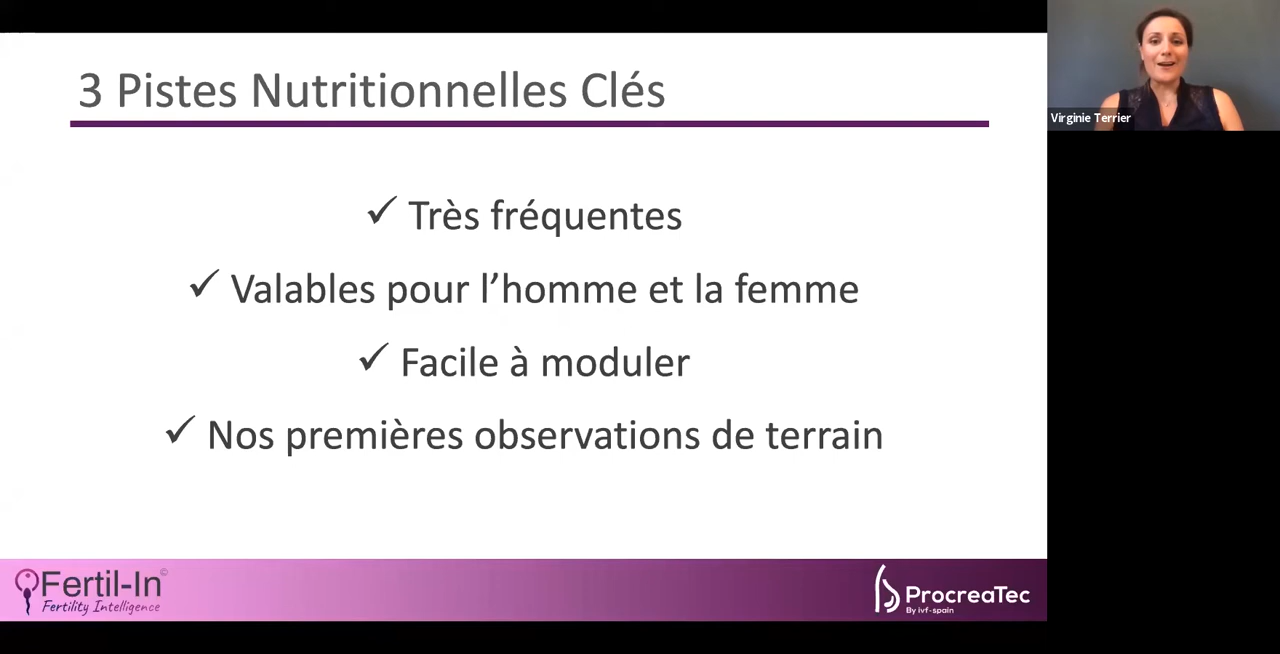 3 Pistes Nutritionnelles Clés
Virginie Terrier
✓ Très fréquentes
✓ Valables pour l’homme et la femme
✓ Facile à moduler
✓ Nos premières observations de terrain
Fertil-In©
Fertility Intelligence
ProcreaTec
By ivf-spain